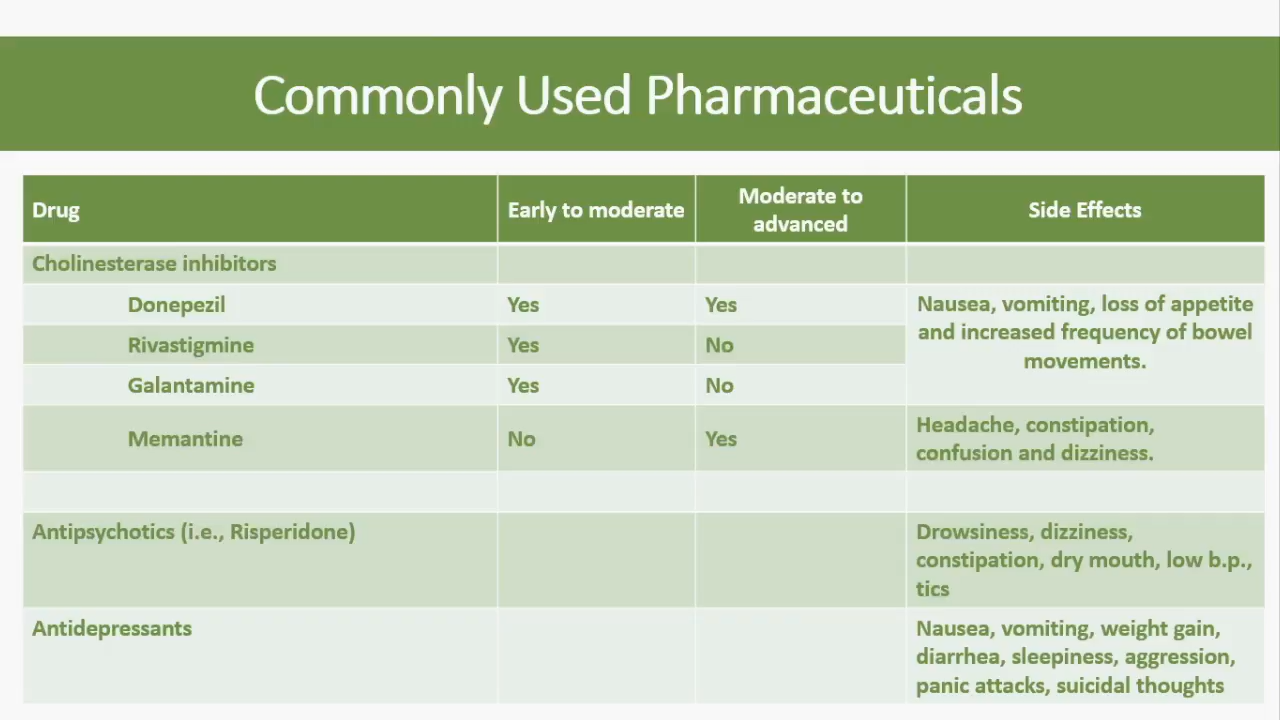 Commonly Used Pharmaceuticals
Drug
Early to moderate
Moderate to
advanced
Side Effects
Cholinesterase inhibitors
Donepezil
Yes
Yes
Nausea, vomiting, loss of appetite
and increased frequency of bowel
movements.
Rivastigmine
Yes
No
Galantamine
Yes
No
Memantine
No
Yes
Headache, constipation,
confusion and dizziness.
Antipsychotics (i.e., Risperidone)
Drowsiness, dizziness,
constipation, dry mouth, low b.p.,
tics
Antidepressants
Nausea, vomiting, weight gain,
diarrhea, sleepiness, aggression,
panic attacks, suicidal thoughts